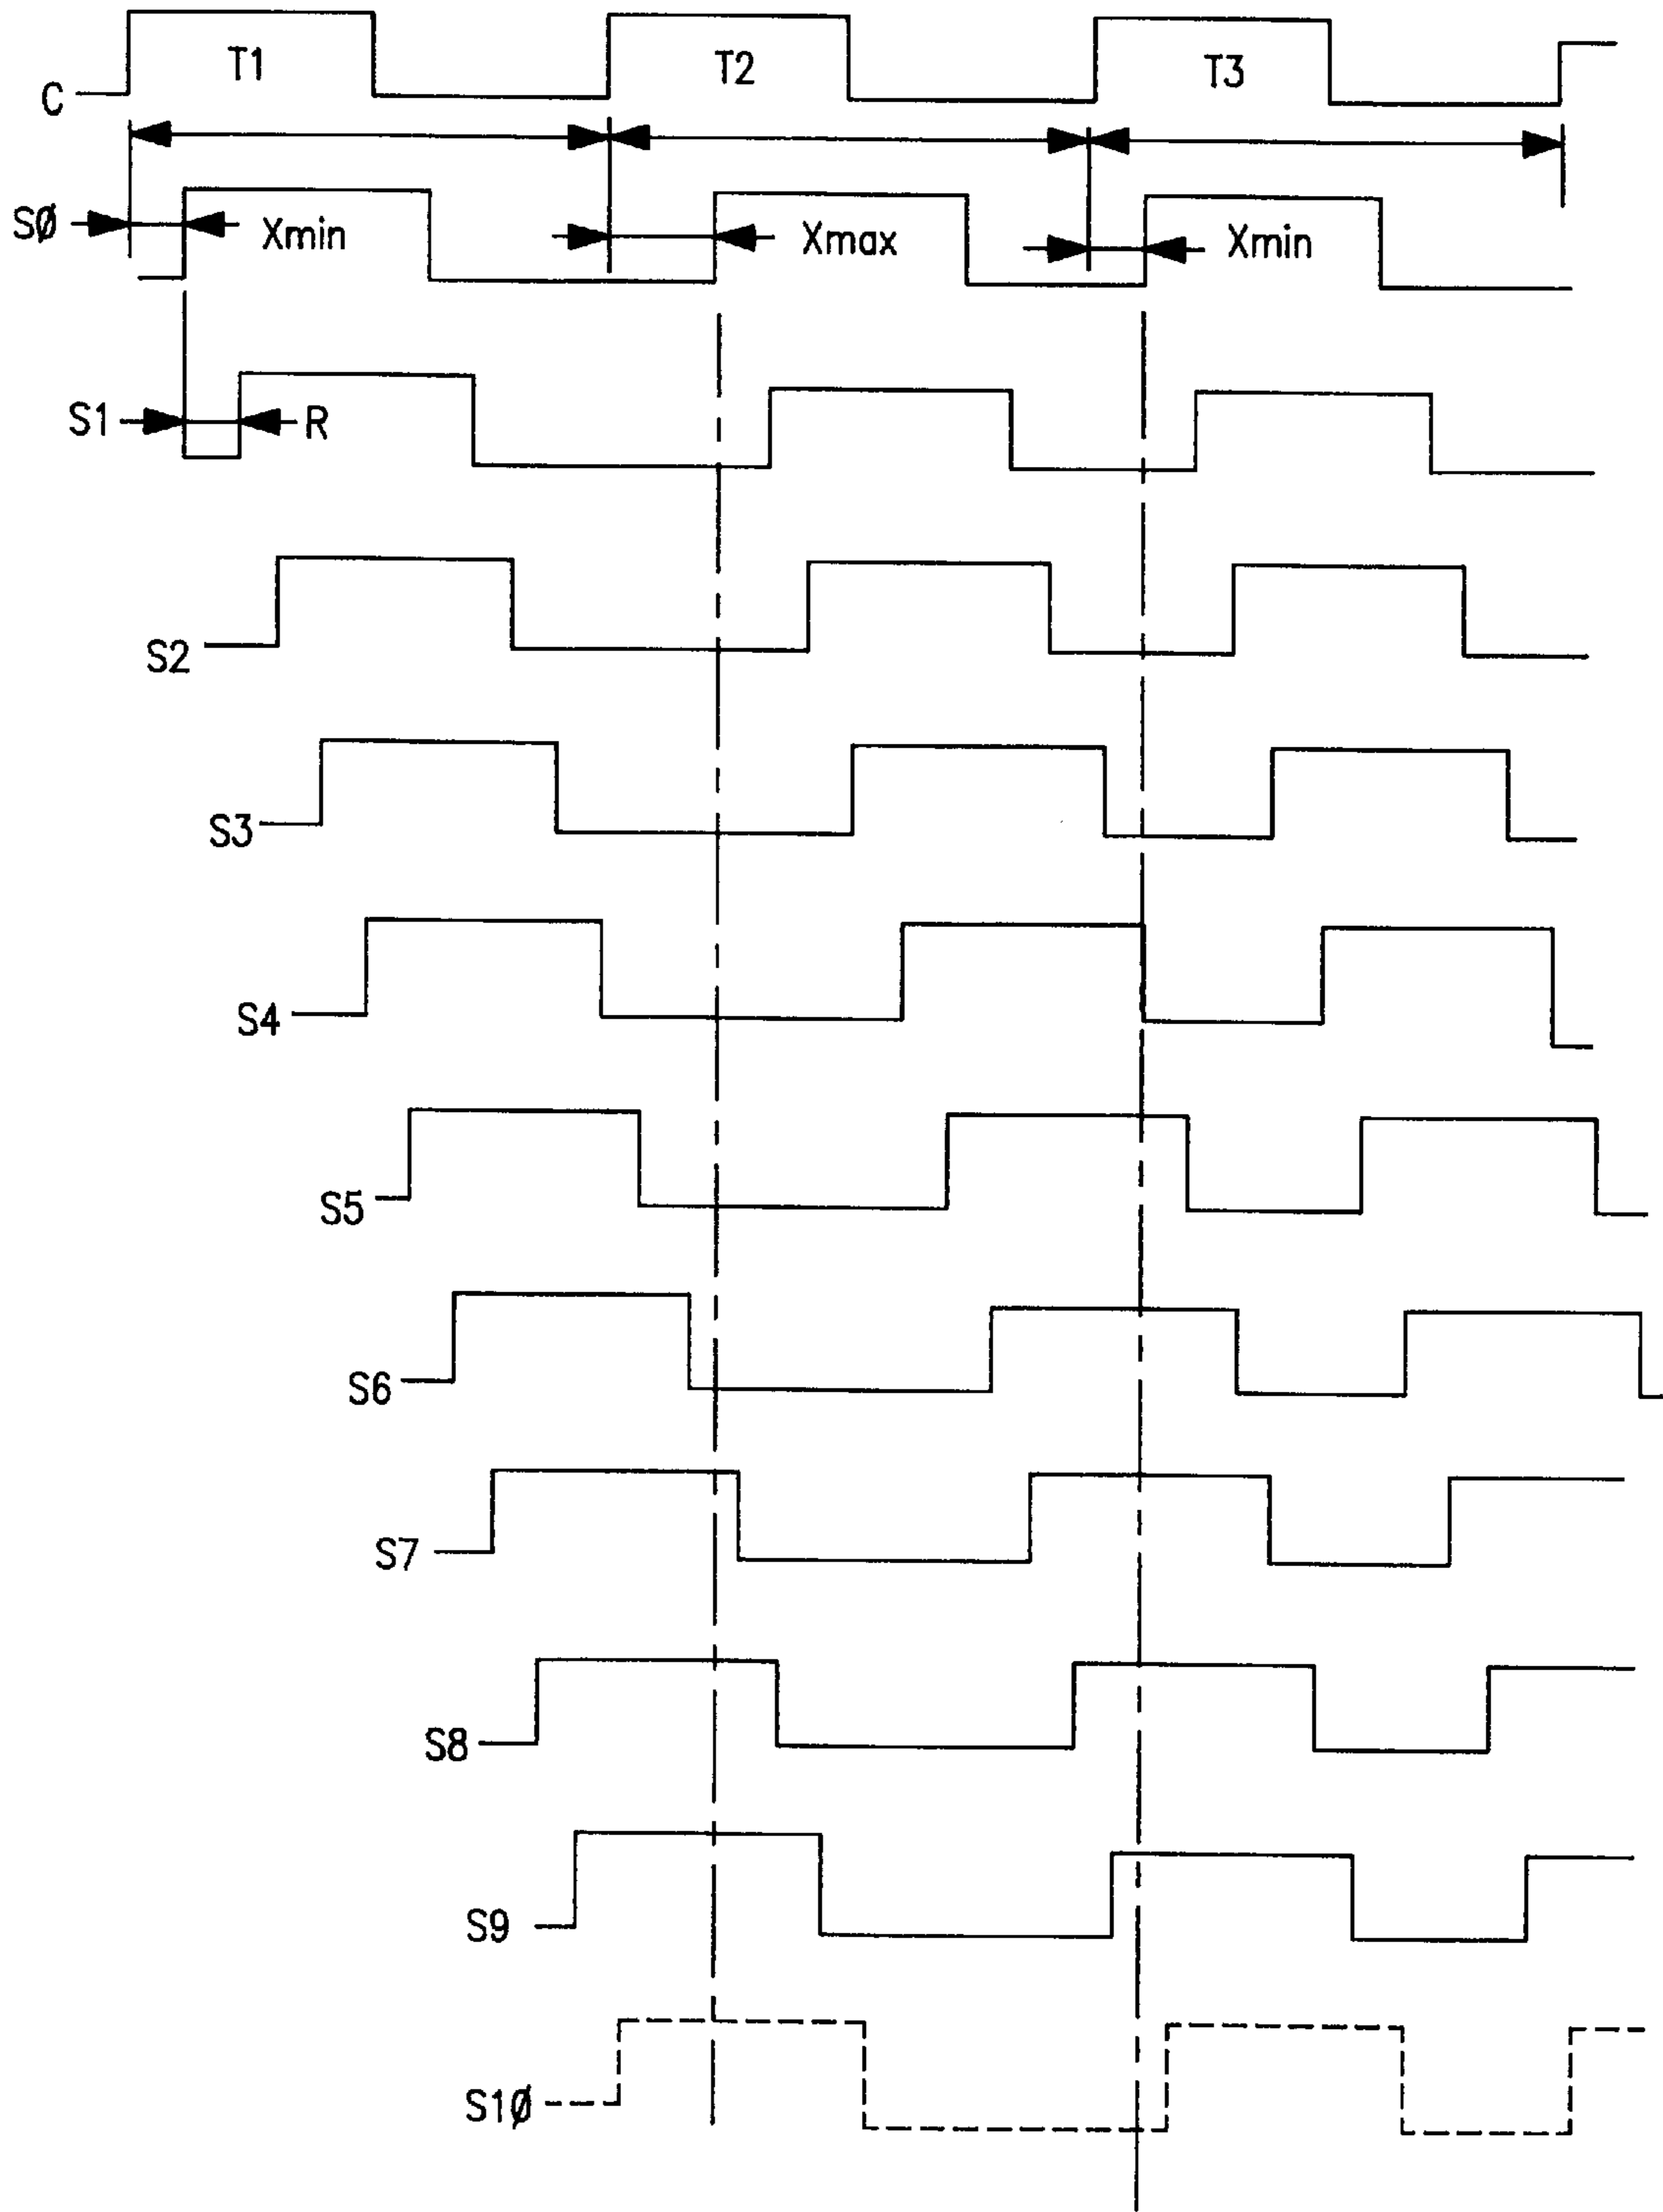 T1 T2 T3
C
SØ Xmin Xmax Xmin
S1 R
S2
S3
S4
S5
S6
S7
S8
S9
S1Ø